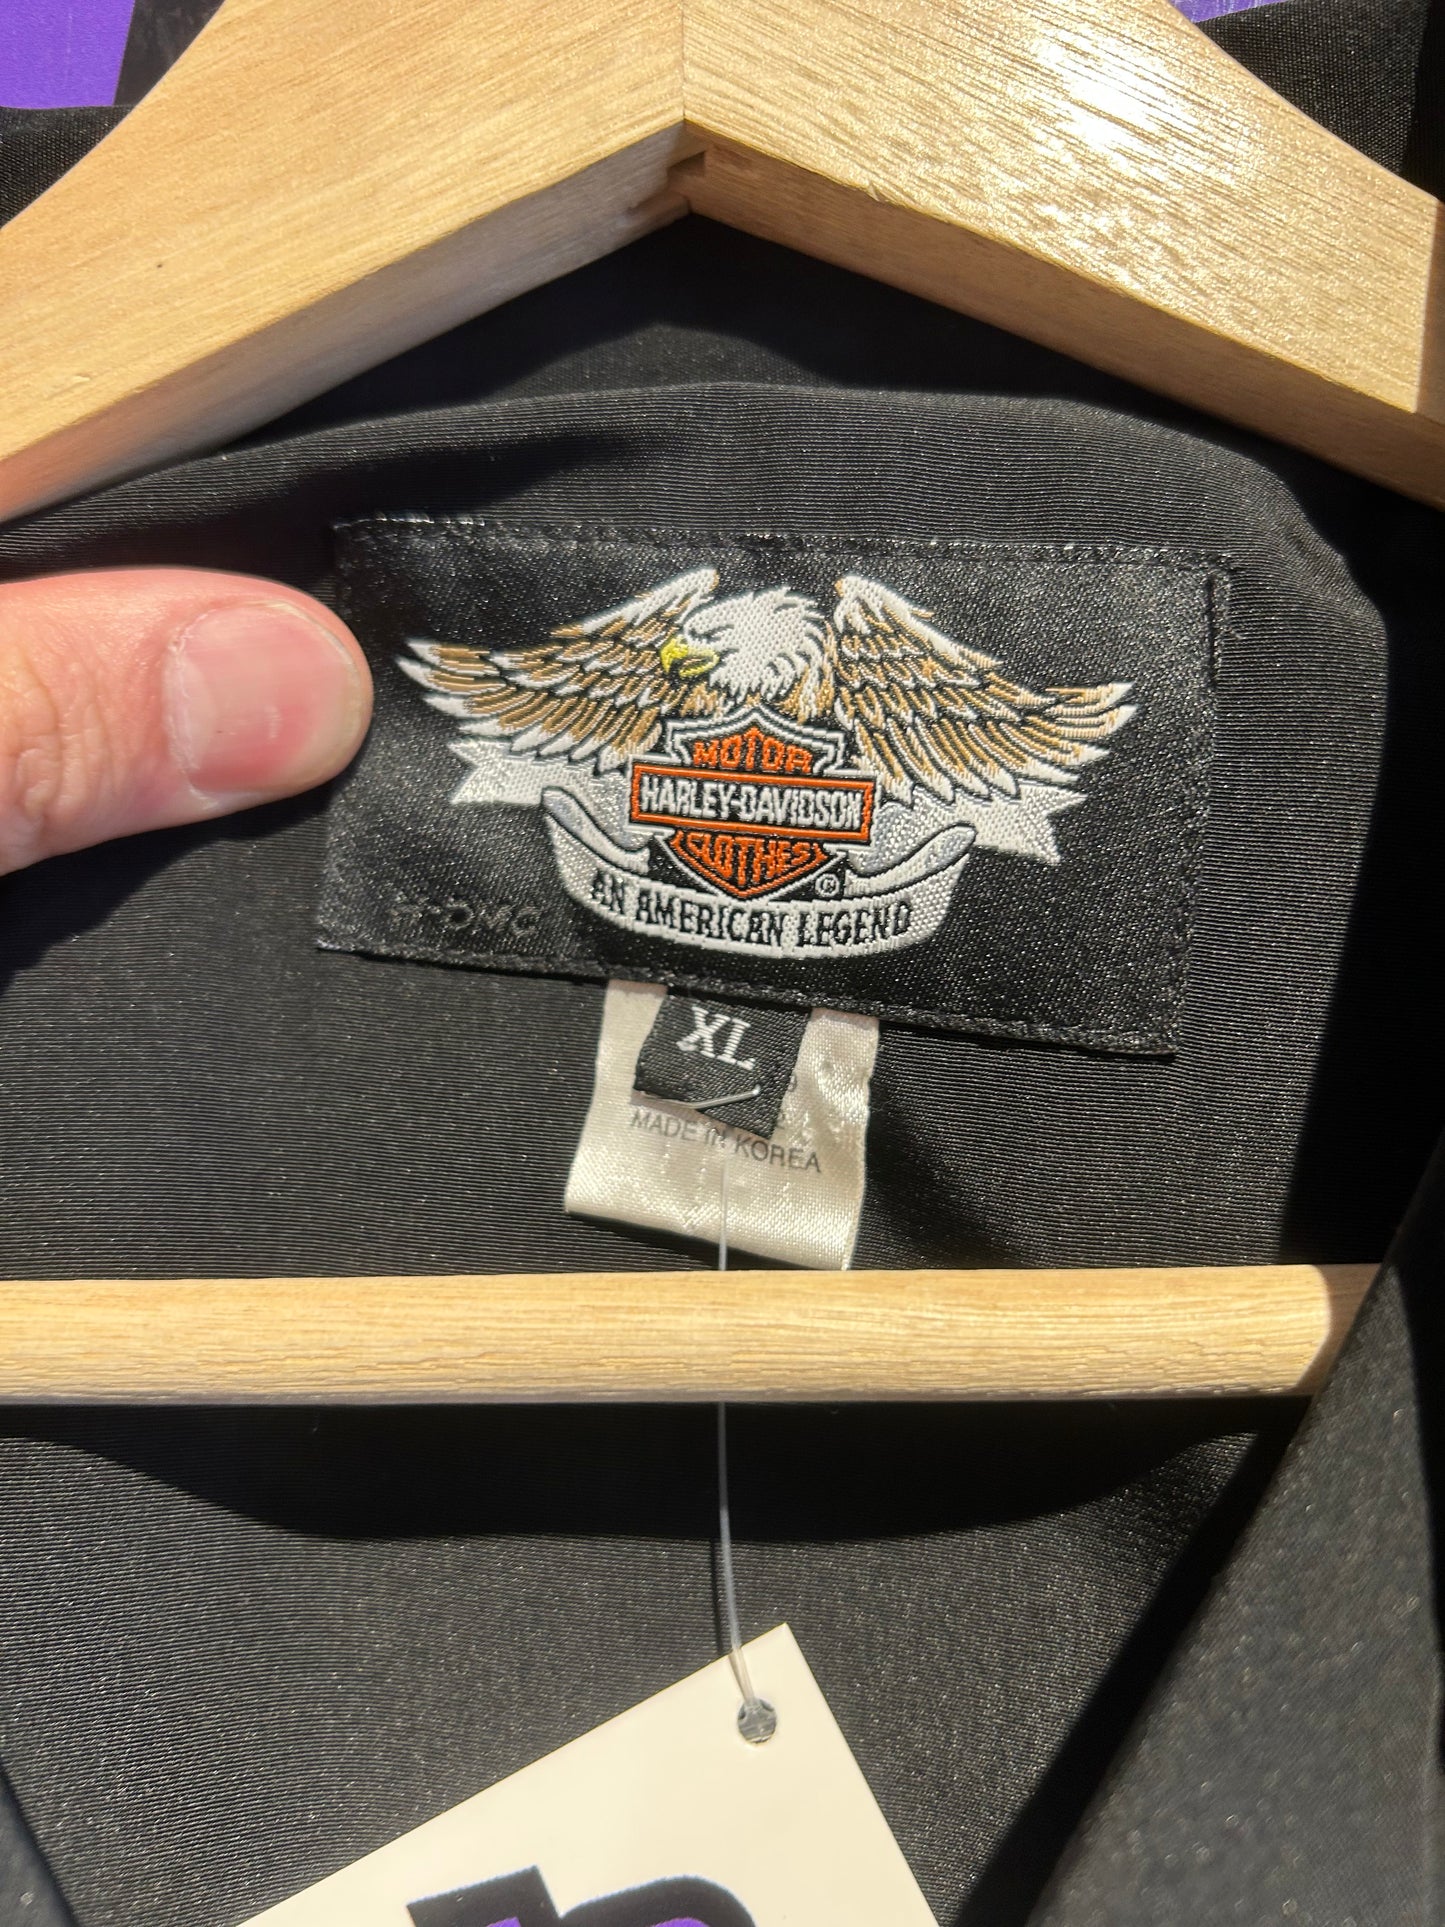 MOTOR
HARLEY-DAVIDSON
CLOTHES
®
AN AMERICAN LEGEND
XL
MADE IN KOREA